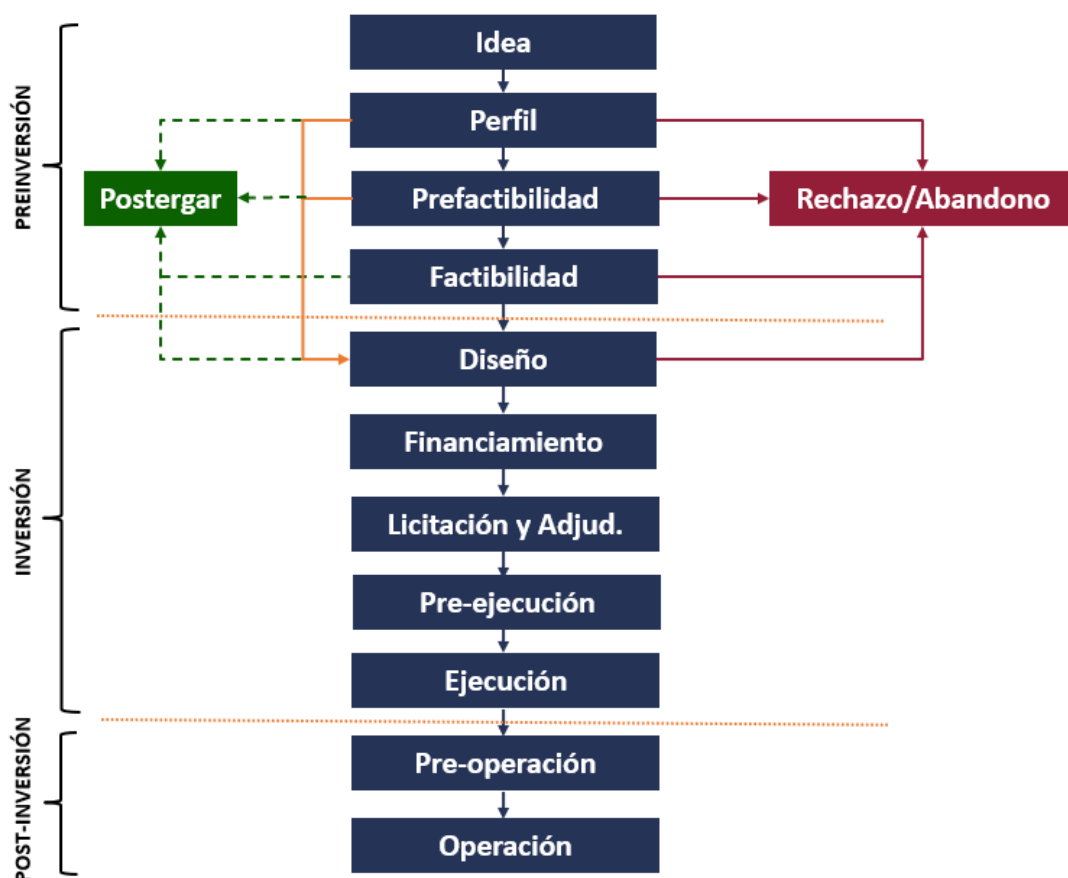 PREINVERSIÓN
Idea
Perfil
Postergar
Prefactibilidad
Rechazo/Abandono
Factibilidad
INVERSIÓN
Diseño
Financiamiento
Licitación y Adjud.
Pre-ejecución
Ejecución
POST-INVERSIÓN
Pre-operación
Operación